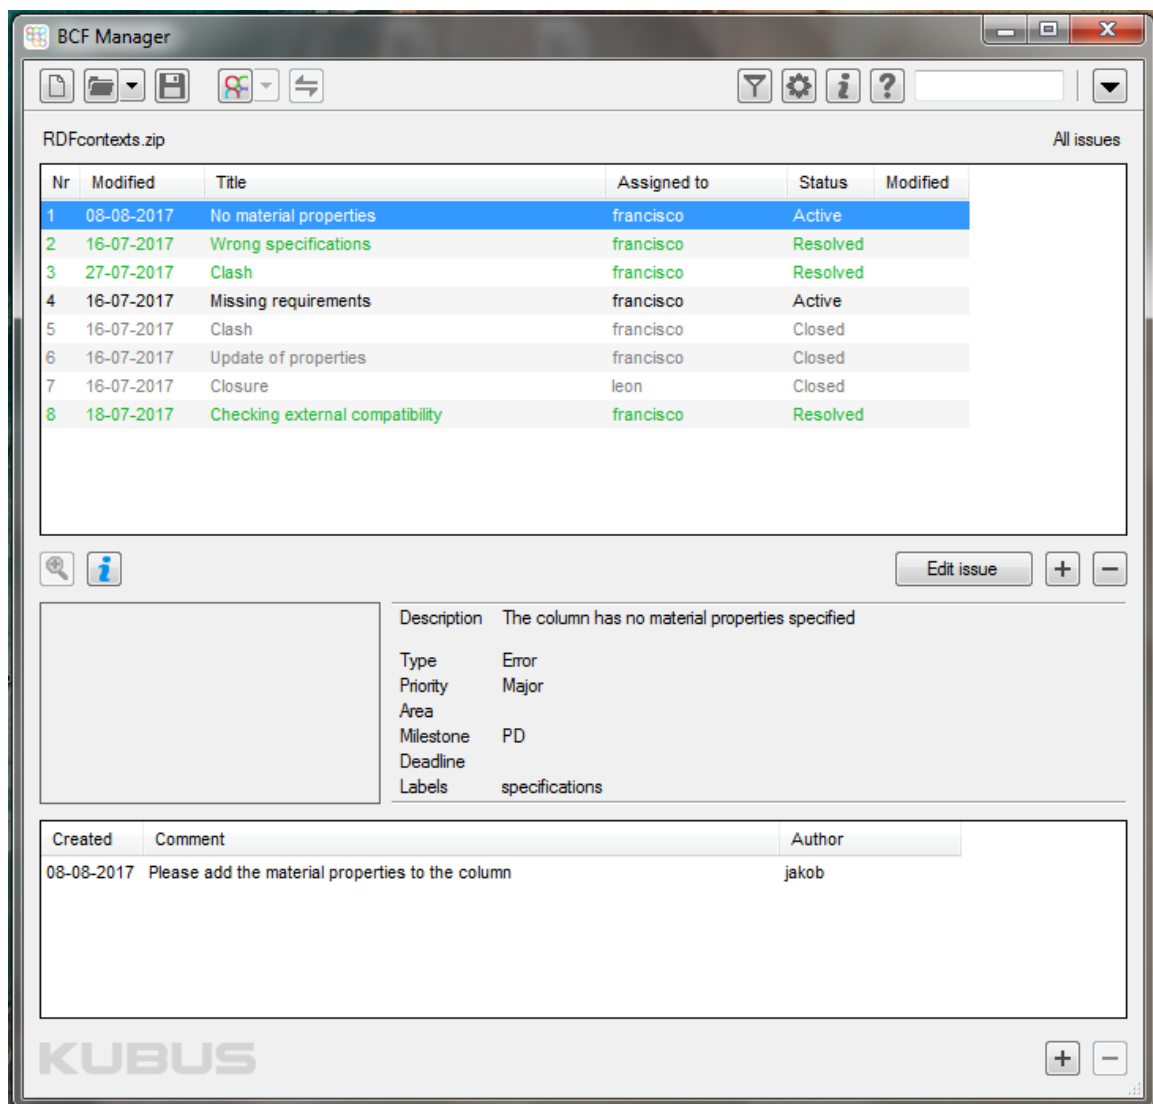 BCF Manager
RDFcontexts.zip All issues
Nr Modified Title Assigned to Status Modified
1 08-08-2017 No material properties francisco Active
2 16-07-2017 Wrong specifications francisco Resolved
3 27-07-2017 Clash francisco Resolved
4 16-07-2017 Missing requirements francisco Active
5 16-07-2017 Clash francisco Closed
6 16-07-2017 Update of properties francisco Closed
7 16-07-2017 Closure leon Closed
8 18-07-2017 Checking external compatibility francisco Resolved
Edit issue
Description The column has no material properties specified
Type Error
Priority Major
Area
Milestone PD
Deadline
Labels specifications
Created Comment Author
08-08-2017 Please add the material properties to the column jakob
KUBUS